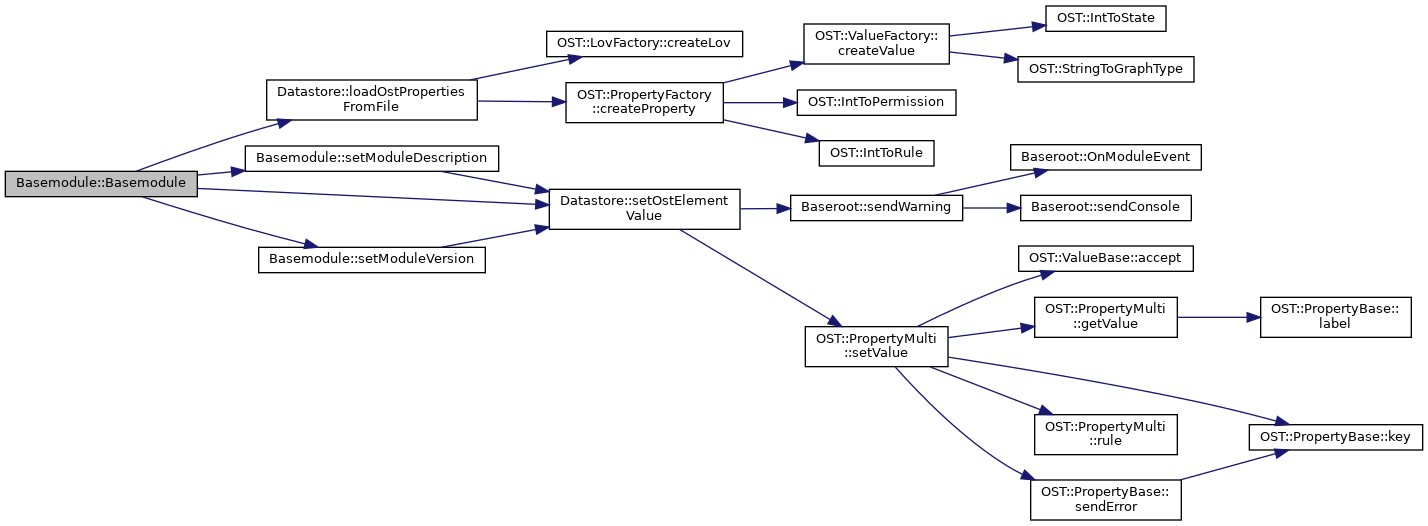 OST::IntToState
OST::ValueFactory::
createValue
OST::LovFactory::createLov
OST::StringToGraphType
Datastore::loadOstProperties
FromFile
OST::PropertyFactory
::createProperty
OST::IntToPermission
OST::IntToRule
Basemodule::setModuleDescription
Baseroot::OnModuleEvent
Basemodule::Basemodule
Datastore::setOstElement
Value
Baseroot::sendWarning
Baseroot::sendConsole
Basemodule::setModuleVersion
OST::ValueBase::accept
OST::PropertyMulti
::getValue
OST::PropertyBase::
label
OST::PropertyMulti
::setValue
OST::PropertyMulti
::rule
OST::PropertyBase::key
OST::PropertyBase::
sendError